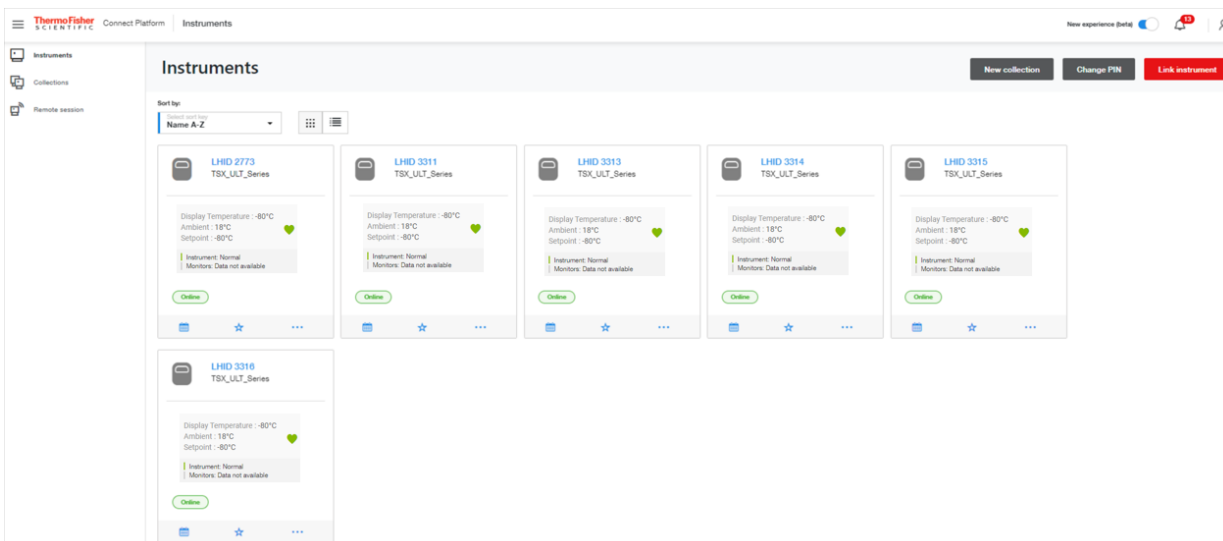 ThermoFisher
SCIENTIFIC
Connect Platform
Instruments
New experience (beta)
13
Instruments
Collections
Remote session
Instruments
New collection
Change PIN
Link instrument
Sort by:
Select sort key
Name A-Z
LHID 2773
TSX_ULT_Series
Display Temperature : -80°C
Ambient : 18°C
Setpoint : -80°C
Instrument: Normal
Monitors: Data not available
Online
LHID 3311
TSX_ULT_Series
Display Temperature : -80°C
Ambient : 18°C
Setpoint : -80°C
Instrument: Normal
Monitors: Data not available
Online
LHID 3313
TSX_ULT_Series
Display Temperature : -80°C
Ambient : 18°C
Setpoint : -80°C
Instrument: Normal
Monitors: Data not available
Online
LHID 3314
TSX_ULT_Series
Display Temperature : -80°C
Ambient : 18°C
Setpoint : -80°C
Instrument: Normal
Monitors: Data not available
Online
LHID 3315
TSX_ULT_Series
Display Temperature : -80°C
Ambient : 18°C
Setpoint : -80°C
Instrument: Normal
Monitors: Data not available
Online
LHID 3316
TSX_ULT_Series
Display Temperature : -80°C
Ambient : 18°C
Setpoint : -80°C
Instrument: Normal
Monitors: Data not available
Online